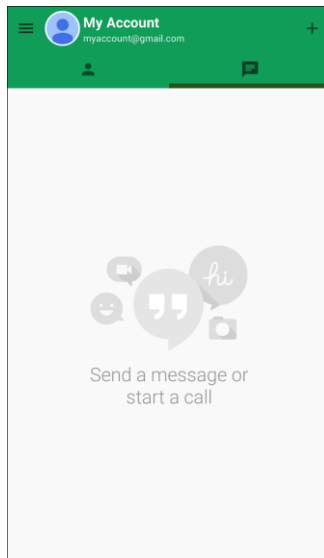 My Account
myaccount@gmail.com
hi
Send a message or
start a call